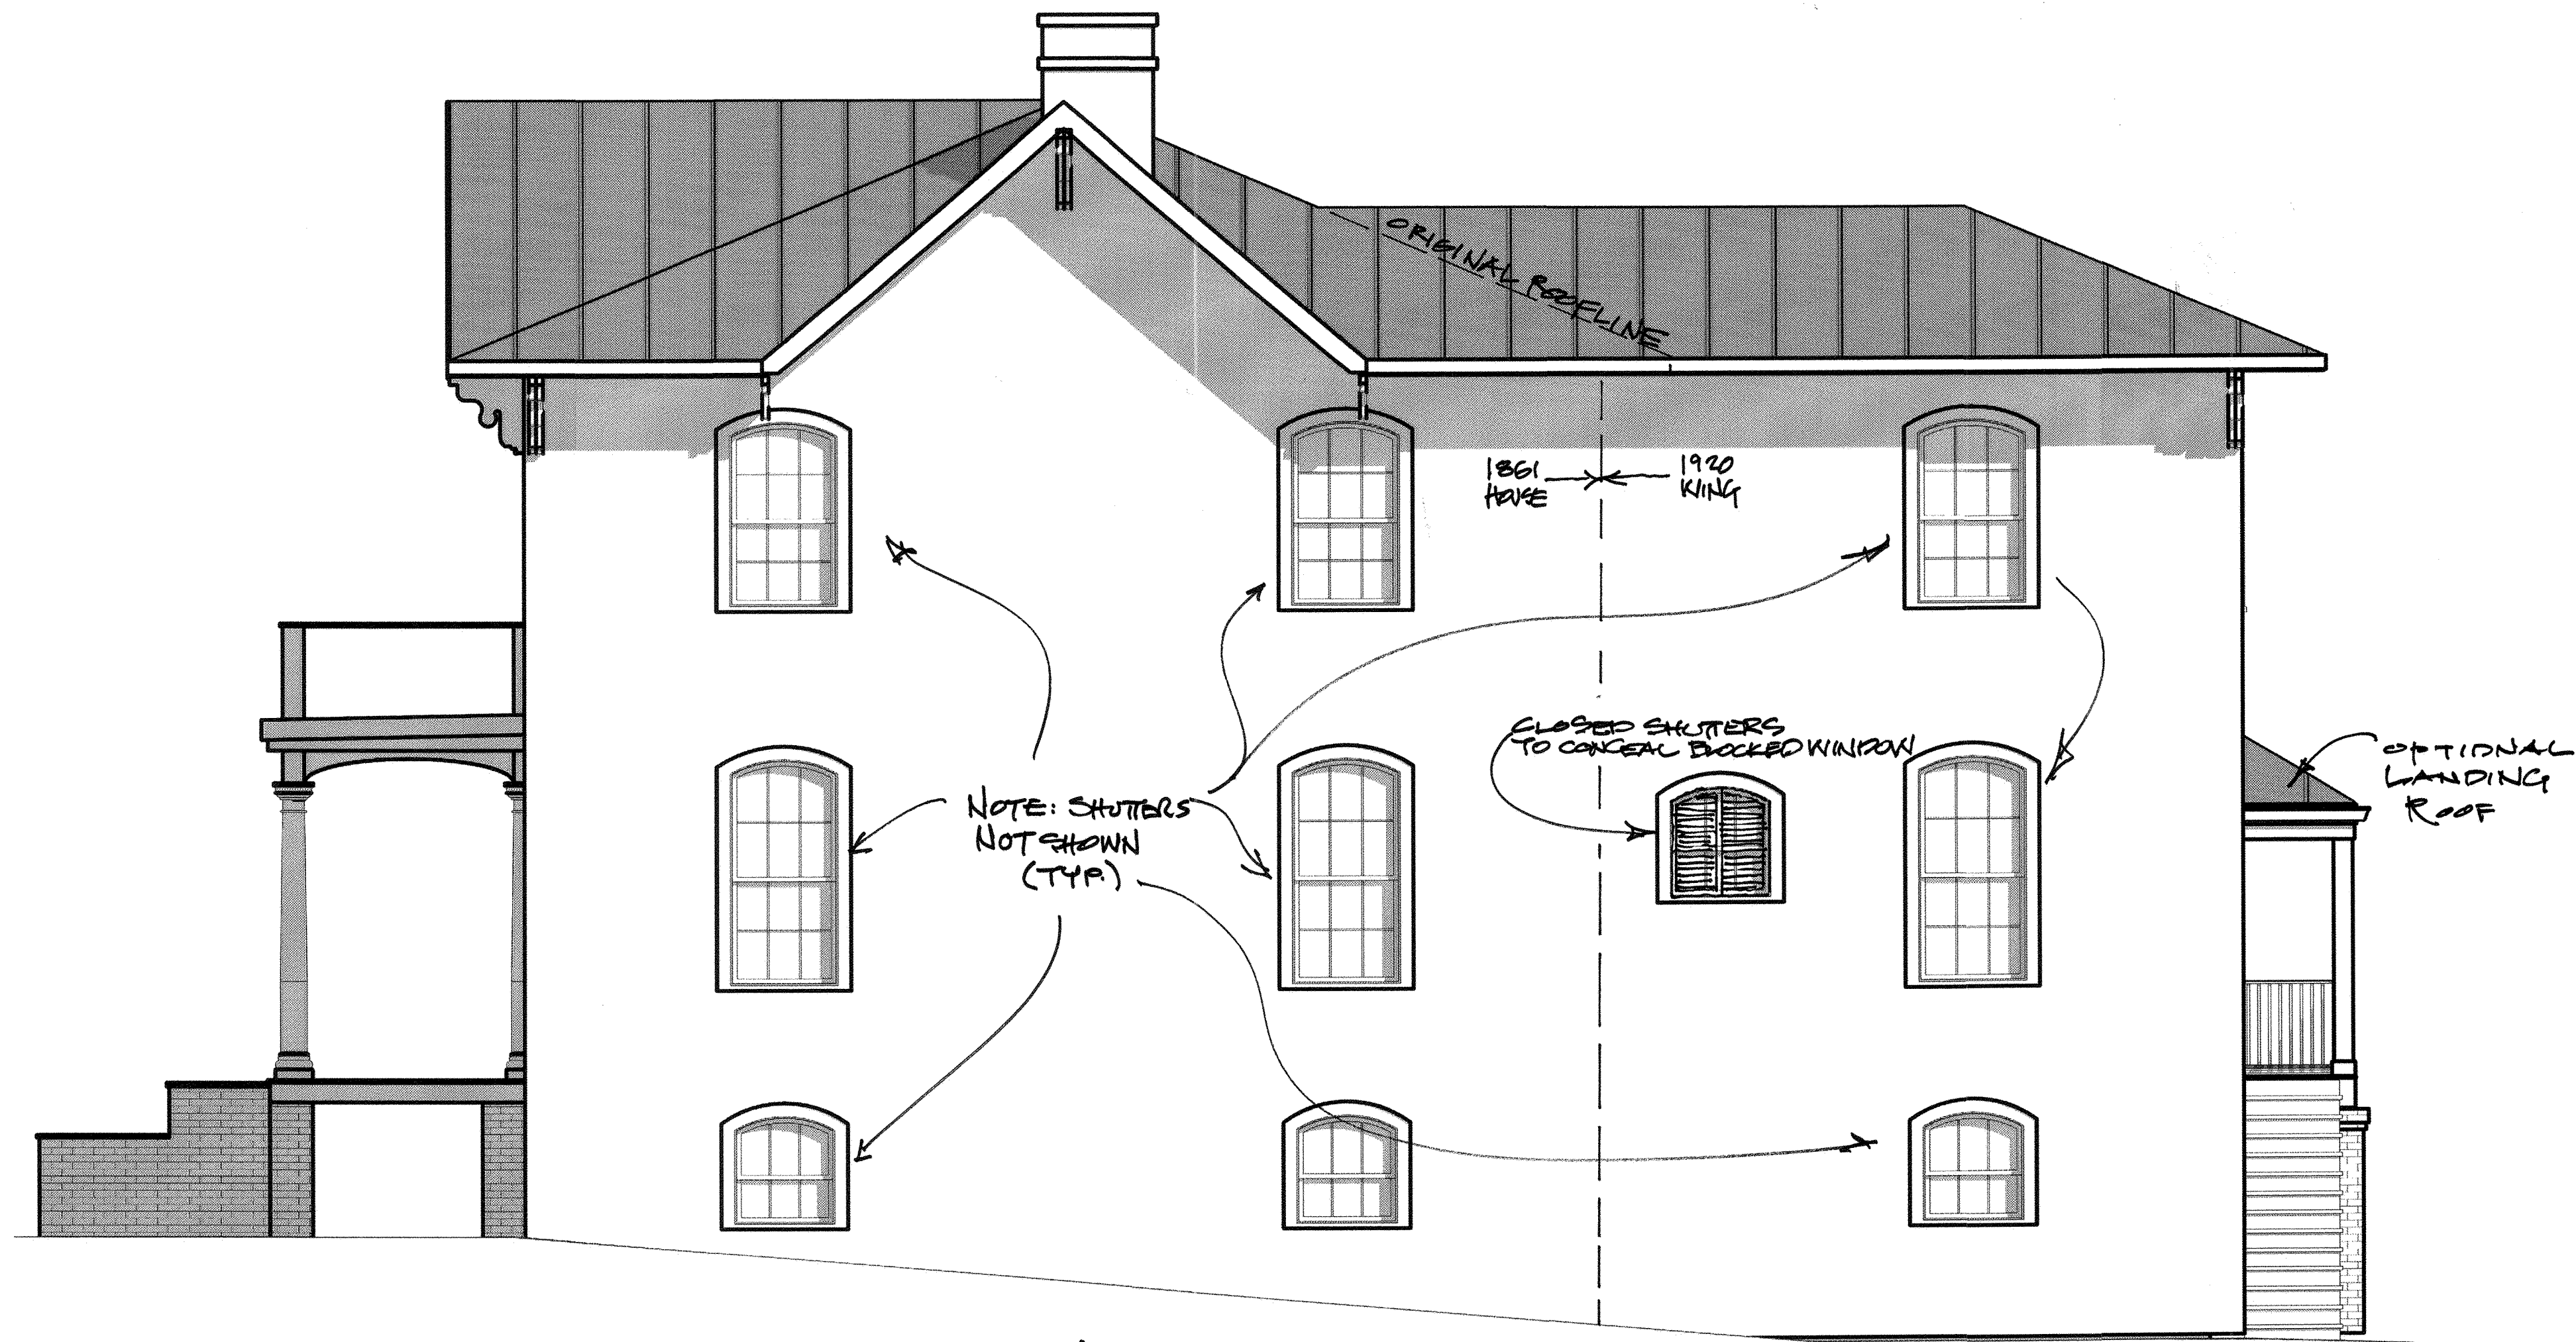 ORIGINAL ROOFLINE
1861
HOUSE
1920
WING
CLOSED SHUTTERS
TO CONCEAL BLOCKED WINDOW
OPTIONAL
LANDING
ROOF
NOTE: SHUTTERS
NOT SHOWN
(TYP.)